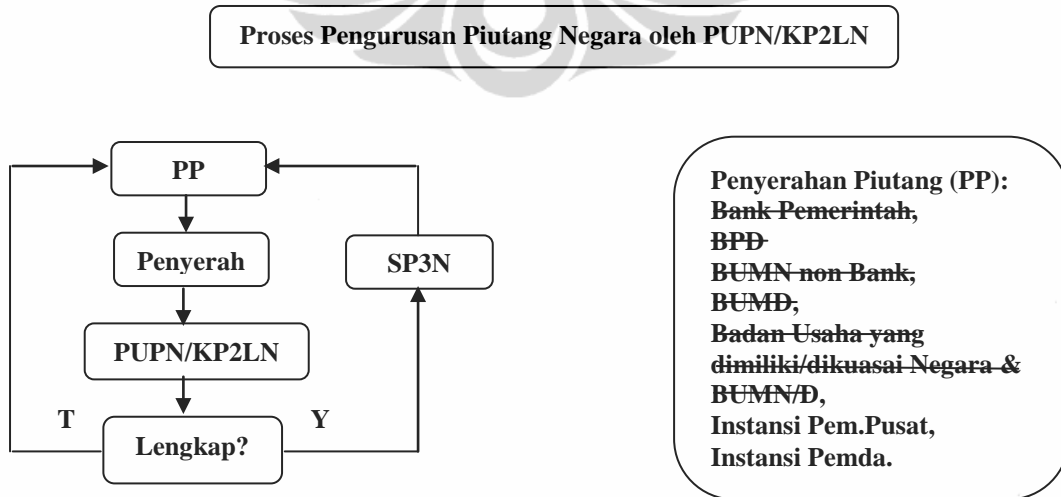 Proses Pengurusan Piutang Negara oleh PUPN/KP2LN
PP
Penyerah
SP3N
PUPN/KP2LN
T
Y
Lengkap?
Penyerahan Piutang (PP):
Bank Pemerintah,
BPD
BUMN non Bank,
BUMD,
Badan Usaha yang
dimiliki/dikuasai Negara &
BUMN/D,
Instansi Pem.Pusat,
Instansi Pemda.